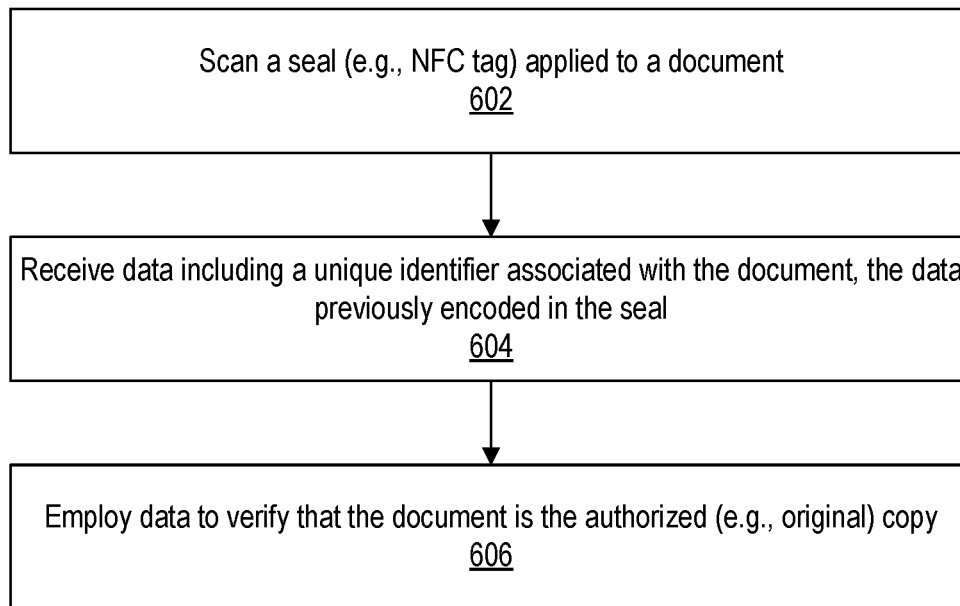 Scan a seal (e.g., NFC tag) applied to a document
602
Receive data including a unique identifier associated with the document, the data
previously encoded in the seal
604
Employ data to verify that the document is the authorized (e.g., original) copy
606